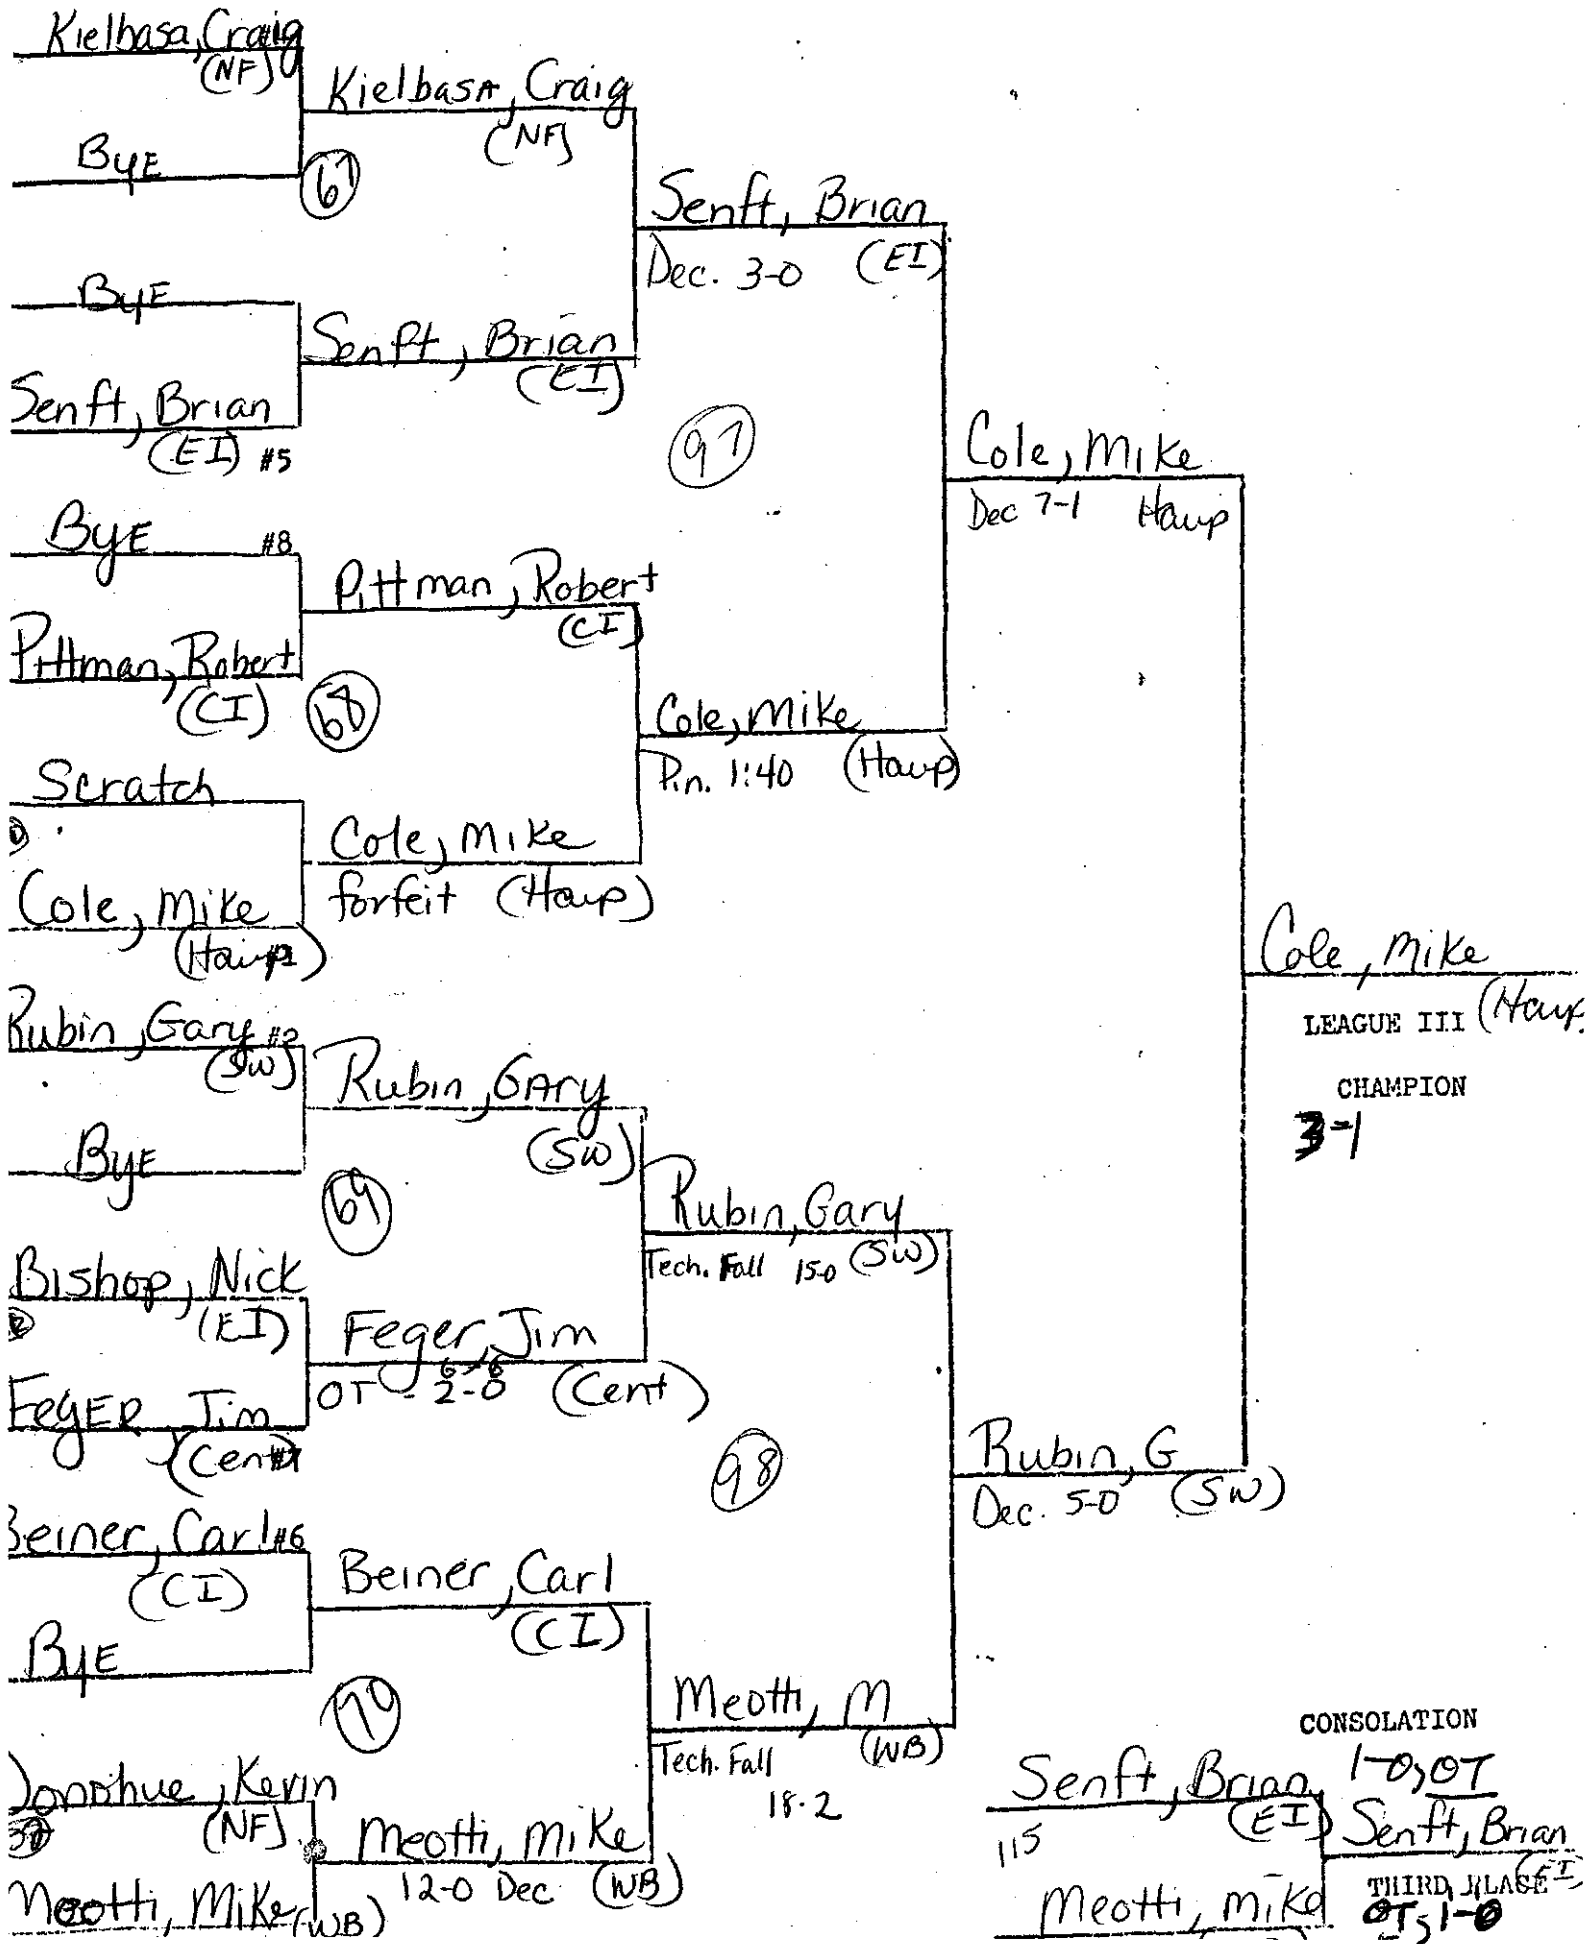 Kielbasa, Craig
(NF)
Bye
Bye
Senft, Brian
(EI) #5
Bye #8
Pittman, Robert
(CI)
Scratch
Cole, Mike
(Haup)
Rubin, Gary #2
(SW)
Bye
Bishop, Nick
(EI)
Feger, Jim
(Cent)
Beiner, Carl #6
(CI)
Bye
Donohue, Kevin
(NF)
Meotti, Mike (WB)
Kielbasa, Craig
(NF)
67
Senft, Brian
(EI)
Pittman, Robert
(CI)
68
Cole, Mike
forfeit (Haup)
Rubin, Gary
(SW)
69
Feger, Jim
6-6
OT - 2-0 (Cent)
Beiner, Carl
(CI)
70
Meotti, Mike
12-0 Dec (WB)
Senft, Brian
Dec. 3-0 (EI)
97
Cole, Mike
Pin. 1:40 (Haup)
Rubin, Gary
Tech. Fall 15-0 (SW)
98
Meotti, M
(WB)
Tech. Fall
18-2
Cole, Mike
Dec 7-1 Haup
Rubin, G
Dec. 5-0 (SW)
Cole, Mike
(Haup.
LEAGUE III
CHAMPION
3-1
CONSOLATION
1-0, OT
Senft, Brian
(EI)
115
Meotti, Mike
Senft, Brian
(EI)
THIRD PLACE
OT, 1-0